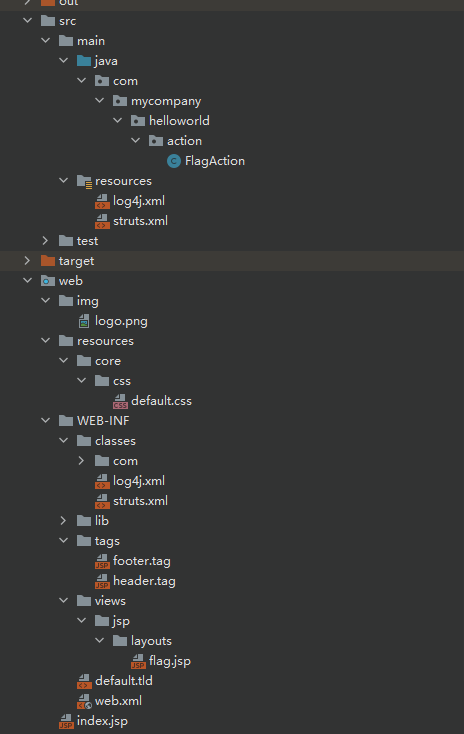 out
src
main
java
com
mycompany
helloworld
action
FlagAction
resources
log4j.xml
struts.xml
test
target
web
img
logo.png
resources
core
css
default.css
WEB-INF
classes
com
log4j.xml
struts.xml
lib
tags
footer.tag
header.tag
views
jsp
layouts
flag.jsp
default.tld
web.xml
index.jsp